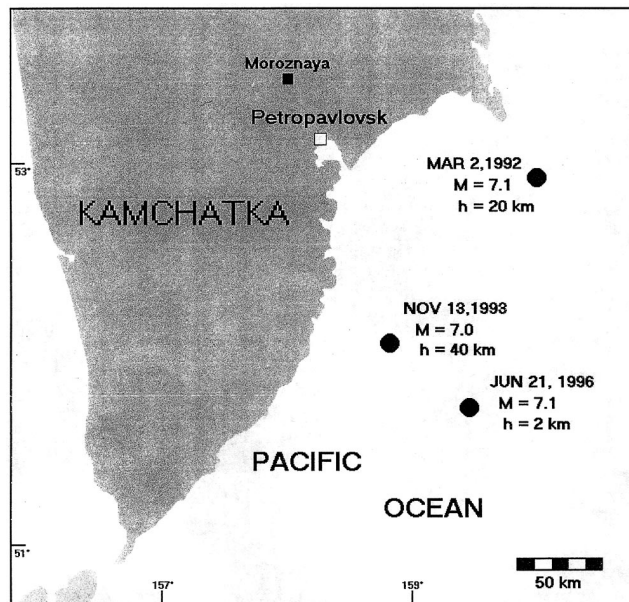 Moroznaya
Petropavlovsk
53°
MAR 2,1992
M = 7.1
h = 20 km
KAMCHATKA
NOV 13,1993
M = 7.0
h = 40 km
JUN 21, 1996
M = 7.1
h = 2 km
PACIFIC
OCEAN
51°
50 km
157°
159°